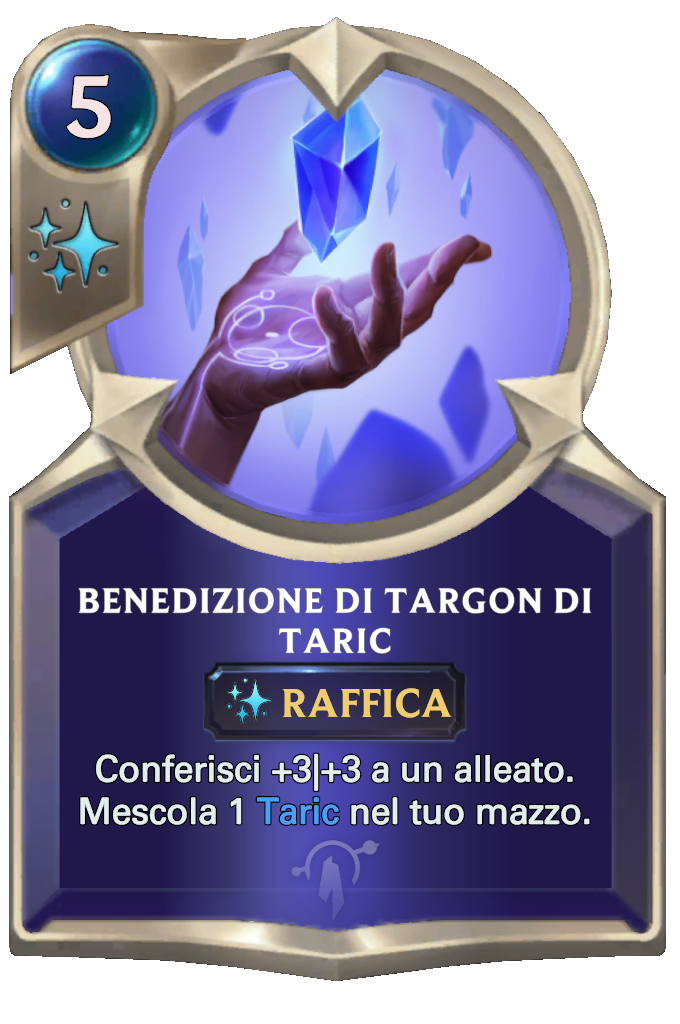 5
BENEDIZIONE DI TARGON DI
TARIC
RAFFICA
Conferisci +3|+3 a un alleato.
Mescola 1 Taric nel tuo mazzo.